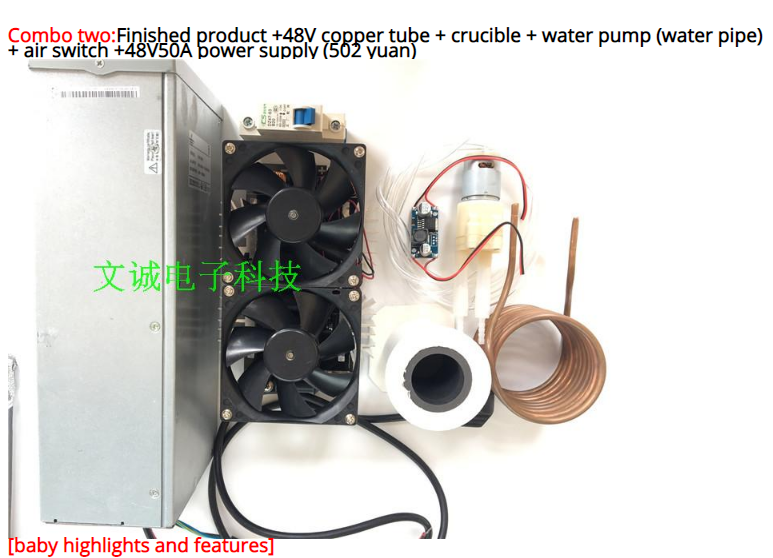 Combo two:Finished product +48V copper tube + crucible + water pump (water pipe)
+ air switch +48V50A power supply (502 yuan)
文诚电子科技
[baby highlights and features]